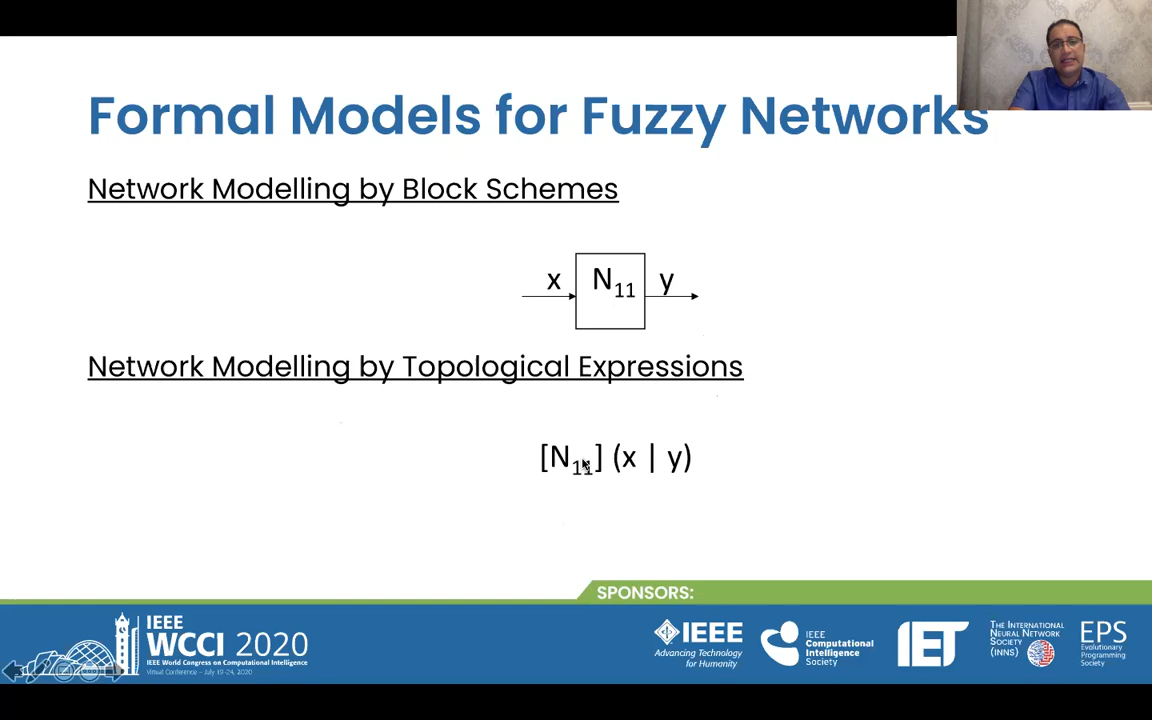 Formal Models for Fuzzy Networks
Network Modelling by Block Schemes
x N11 y
Network Modelling by Topological Expressions
[N11] (x | y)
SPONSORS:
IEEE
WCCI 2020
IEEE World Congress on Computational Intelligence
Virtual Conference – July 19-24, 2020
IEEE
Advancing Technology
for Humanity
IEEE
Computational
Intelligence
Society
IET
THE INTERNATIONAL
NEURAL NETWORK
SOCIETY
(INNS)
EPS
Evolutionary
Programming
Society